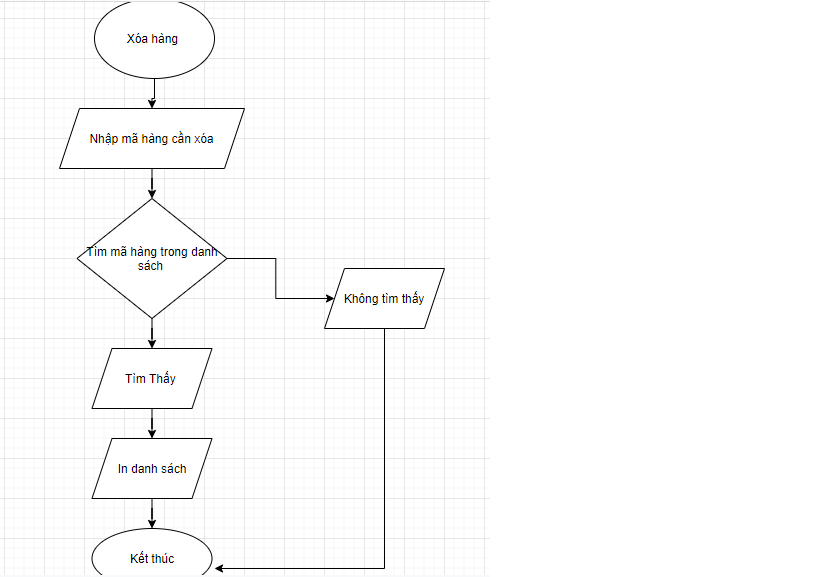 Xóa hàng
Nhập mã hàng cần xóa
Tìm mã hàng trong danh
sách
Không tìm thấy
Tìm Thấy
In danh sách
Kết thúc